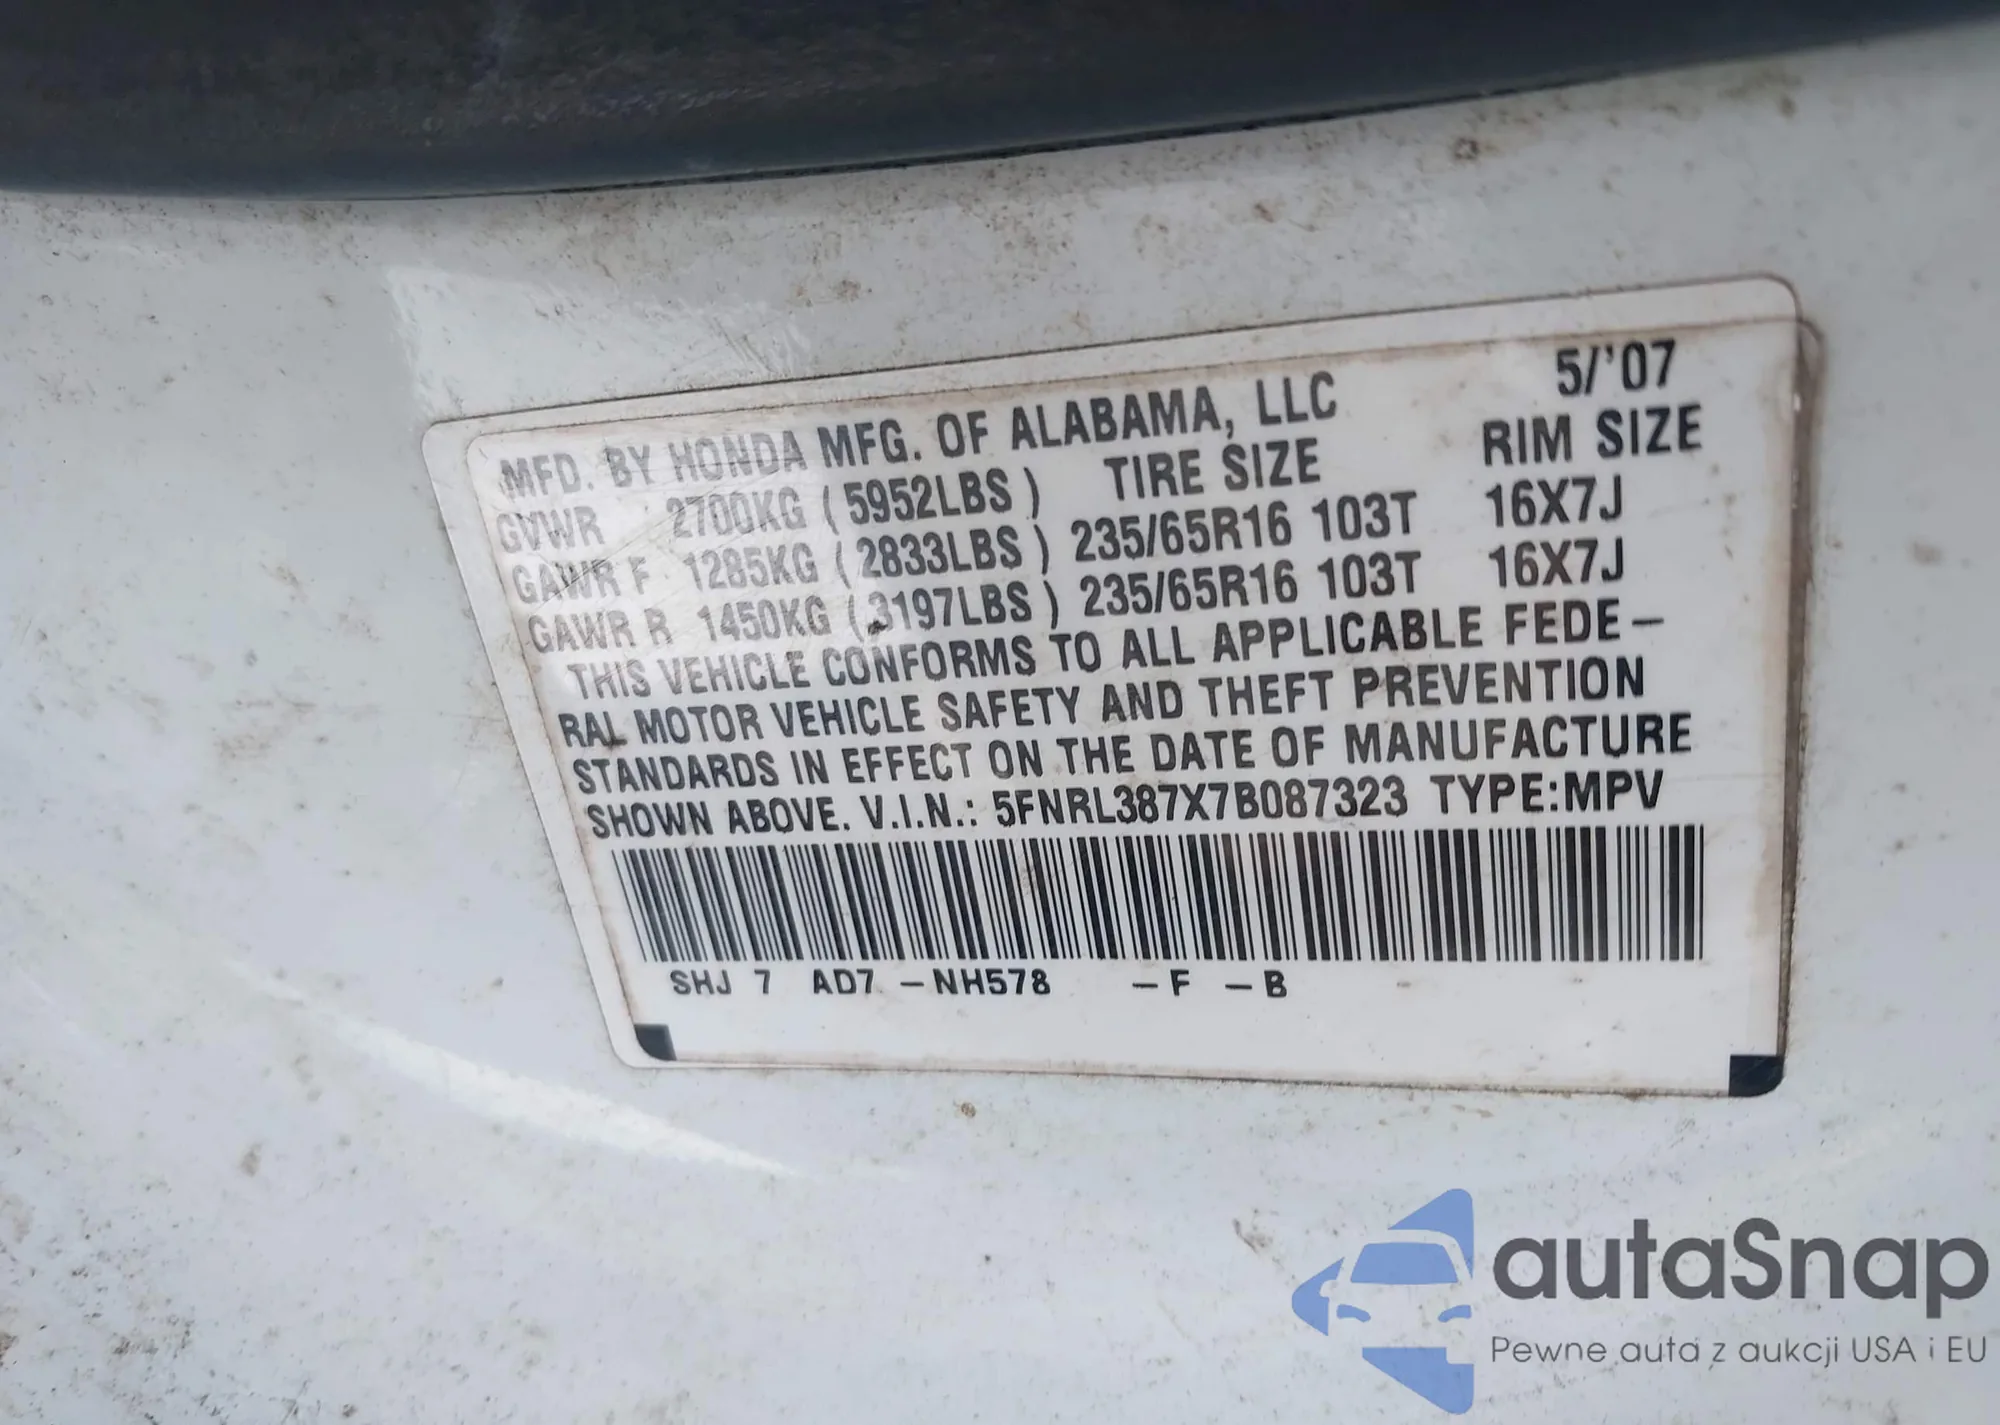 5/'07
MFD. BY HONDA MFG. OF ALABAMA, LLC
GVWR 2700KG (5952LBS) TIRE SIZE RIM SIZE
GAWR F 1285KG (2833LBS) 235/65R16 103T 16X7J
GAWR R 1450KG (3197LBS) 235/65R16 103T 16X7J
THIS VEHICLE CONFORMS TO ALL APPLICABLE FEDE-
RAL MOTOR VEHICLE SAFETY AND THEFT PREVENTION
STANDARDS IN EFFECT ON THE DATE OF MANUFACTURE
SHOWN ABOVE. V.I.N.: 5FNRL387X7B087323 TYPE:MPV
SHJ 7 AD7 -NH578 -F -B -
autaSnap
Pewne auta z aukcji USA i EU